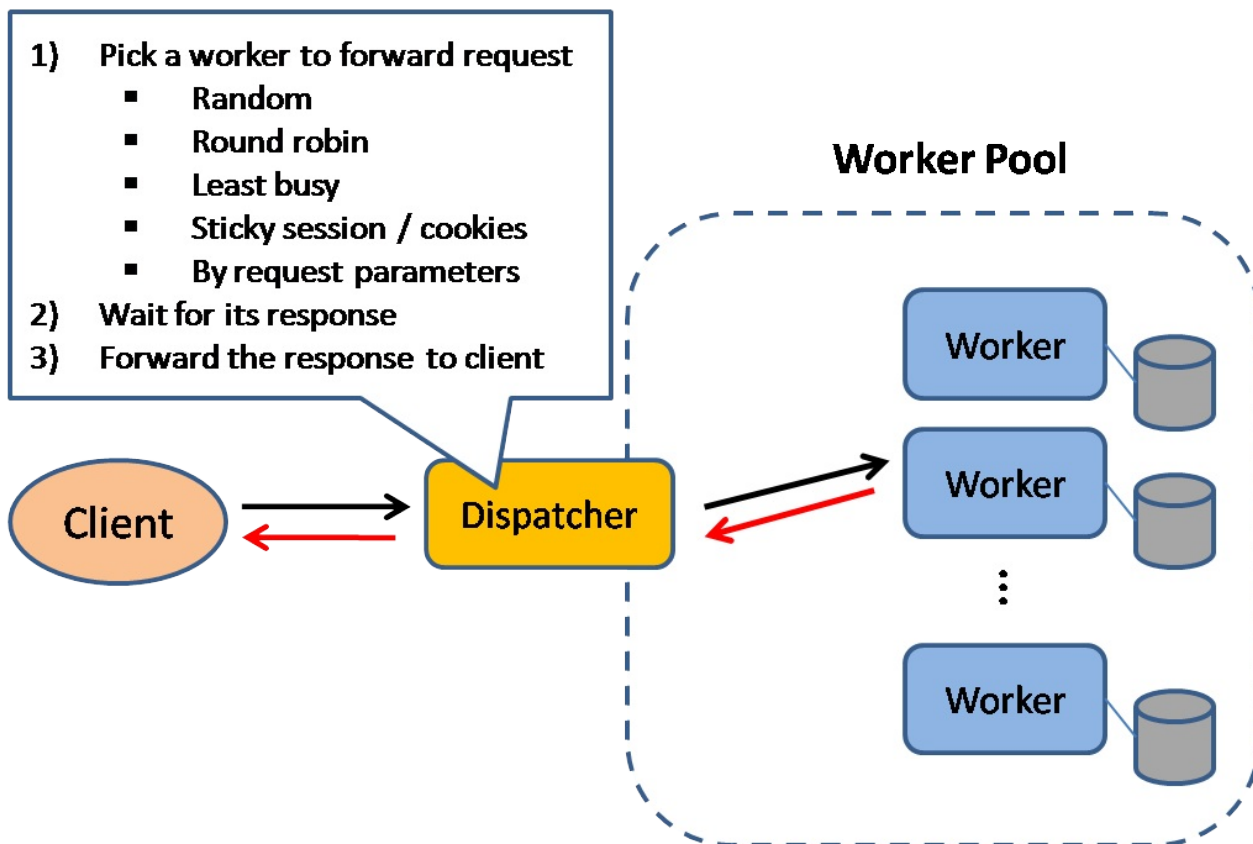 1) Pick a worker to forward request
▪ Random
▪ Round robin
▪ Least busy
▪ Sticky session / cookies
▪ By request parameters
2) Wait for its response
3) Forward the response to client
Worker Pool
Worker
Client
Dispatcher
Worker
⋮
Worker